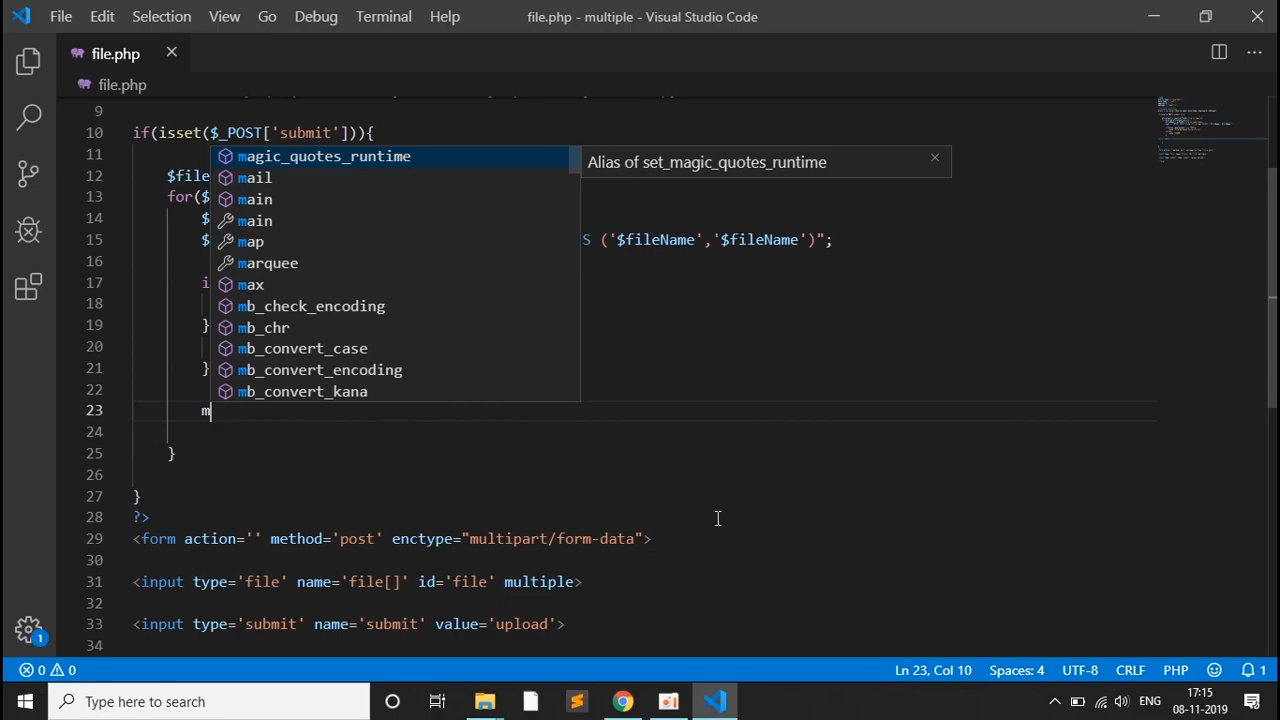 File Edit Selection View Go Debug Terminal Help file.php - multiple - Visual Studio Code
file.php
file.php
9
10 if(isset($_POST['submit'])){
11 magic_quotes_runtime Alias of set_magic_quotes_runtime
12 $file mail
13 for($ main
14 $ main
15 $ map S ('$fileName','$fileName')";
16 marquee
17 i max
18 mb_check_encoding
19 } mb_chr
20 mb_convert_case
21 } mb_convert_encoding
22 mb_convert_kana
23 m
24
25 }
26
27 }
28 ?>
29 <form action='' method='post' enctype="multipart/form-data">
30
31 <input type='file' name='file[]' id='file' multiple>
32
33 <input type='submit' name='submit' value='upload'>
34
1
0 0 Ln 23, Col 10 Spaces: 4 UTF-8 CRLF PHP 1
Type here to search ENG 17:15
08-11-2019